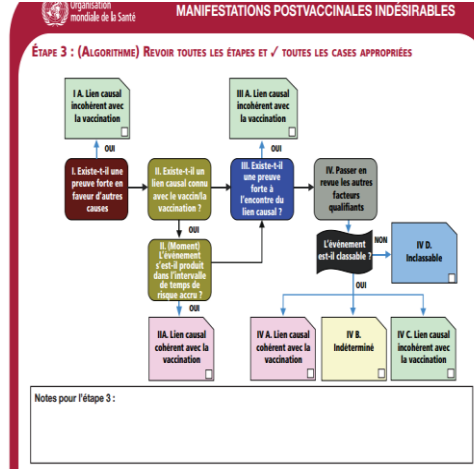 Organisation
mondiale de la Santé
MANIFESTATIONS POSTVACCINALES INDÉSIRABLES
ÉTAPE 3 : (ALGORITHME) REVOIR TOUTES LES ÉTAPES ET ✓ TOUTES LES CASES APPROPRIÉES
I A. Lien causal
incohérent avec
la vaccination
III A. Lien causal
incohérent avec
la vaccination
OUI
OUI
I. Existe-t-il une
preuve forte en
faveur d'autres
causes
II. Existe-t-il un
lien causal connu
avec le vaccin/la
vaccination ?
III. Existe-t-il
une preuve
forte à
l'encontre du
lien causal ?
IV. Passer en
revue les autres
facteurs
qualifiants
OUI
II. (Moment)
L'événement
s'est-il produit
dans l'intervalle
de temps de
risque accru ?
L'événement
est-il classable ?
NON
IV D.
Inclassable
OUI
OUI
IIA. Lien causal
cohérent avec la
vaccination
IV A. Lien causal
cohérent avec la
vaccination
IV B.
Indéterminé
IV C. Lien causal
incohérent avec
la vaccination
Notes pour l'étape 3 :